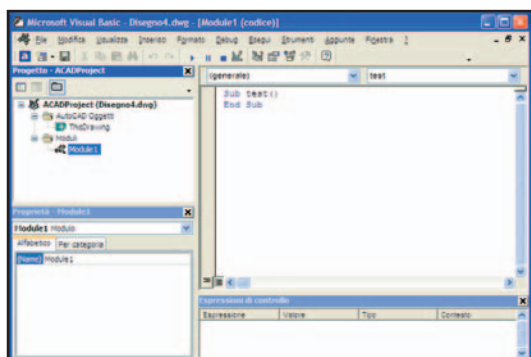 Microsoft Visual Basic - Disegno4.dwg - [Module1 (codice)]
File Modifica Visualizza Inserisci Formato Debug Esegui Strumenti Aggiunte Finestra ?
Progetto - ACADProject
ACADProject (Disegno4.dwg)
AutoCAD Oggetti
ThisDrawing
Moduli
Module1
Proprietà - Module1
Module1 Modulo
Alfabetico Per categoria
(Name) Module1
(generale) test
Sub test()
End Sub
Espressioni di controllo
Espressione Valore Tipo Contesto